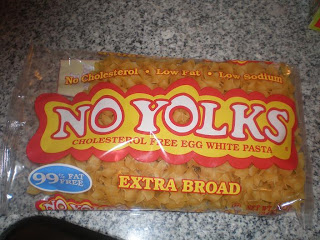 No Cholesterol • Low Fat • Low Sodium
NO YOLKS
CHOLESTEROL FREE EGG WHITE PASTA
99% FAT
FREE
EXTRA BROAD